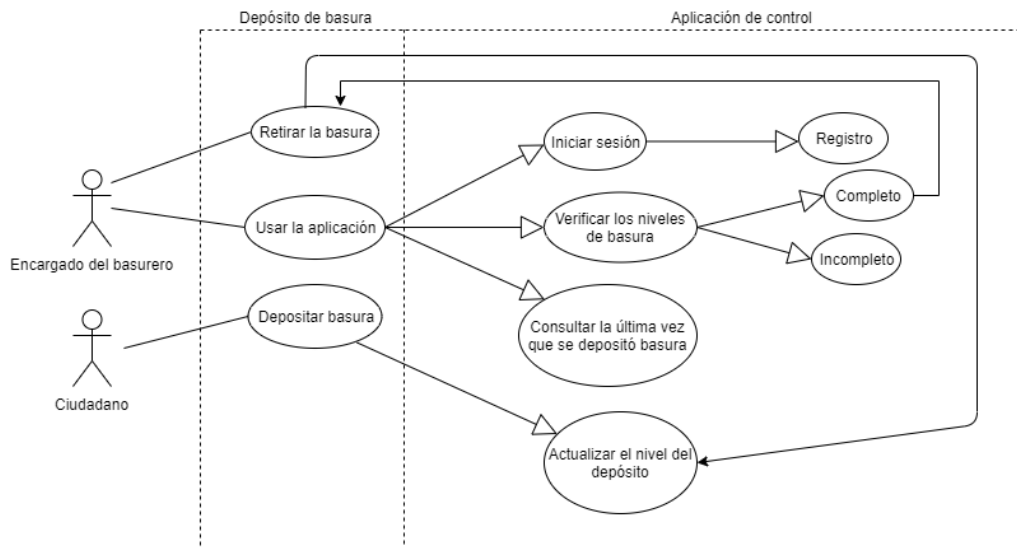 Depósito de basura
Aplicación de control
Retirar la basura
Iniciar sesión
Registro
Encargado del basurero
Usar la aplicación
Verificar los niveles
de basura
Completo
Incompleto
Depositar basura
Consultar la última vez
que se depositó basura
Ciudadano
Actualizar el nivel del
depósito